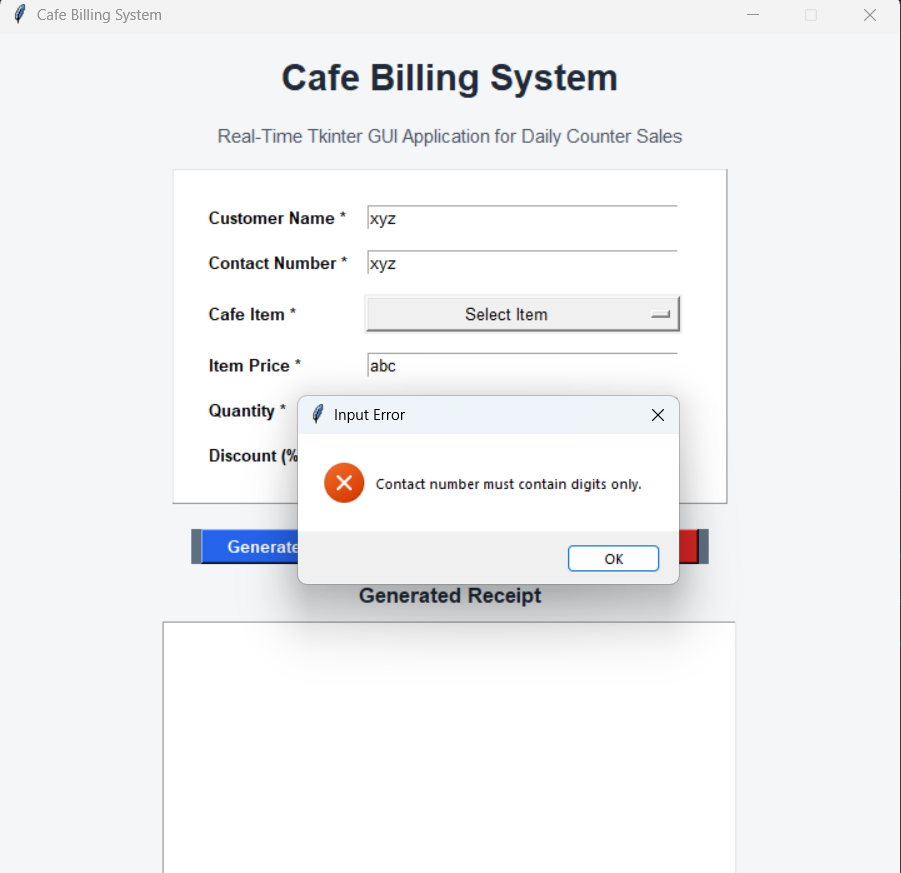 Cafe Billing System
Cafe Billing System
Real-Time Tkinter GUI Application for Daily Counter Sales
Customer Name * xyz
Contact Number * xyz
Cafe Item * Select Item
Item Price * abc
Quantity *
Input Error
Discount (%
Contact number must contain digits only.
Generate
OK
Generated Receipt